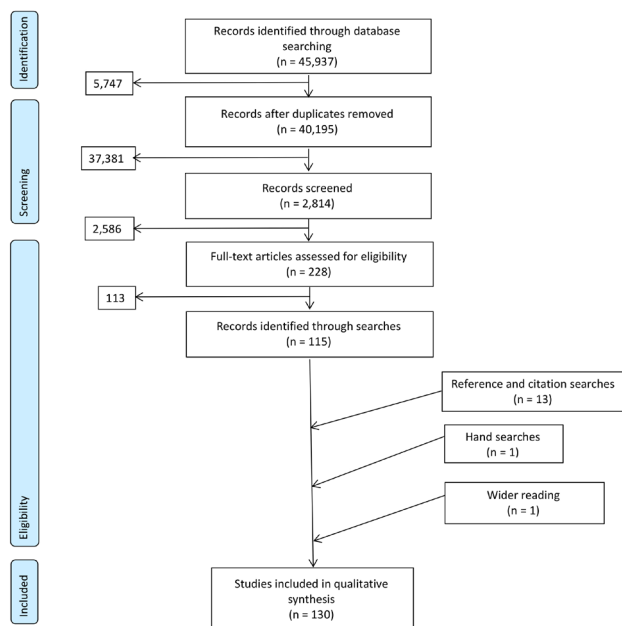 Identification
Records identified through database
searching
(n = 45,937)
5,747
Screening
Records after duplicates removed
(n = 40,195)
37,381
Records screened
(n = 2,814)
2,586
Eligibility
Full-text articles assessed for eligibility
(n = 228)
113
Records identified through searches
(n = 115)
Reference and citation searches
(n = 13)
Hand searches
(n = 1)
Wider reading
(n = 1)
Included
Studies included in qualitative
synthesis
(n = 130)